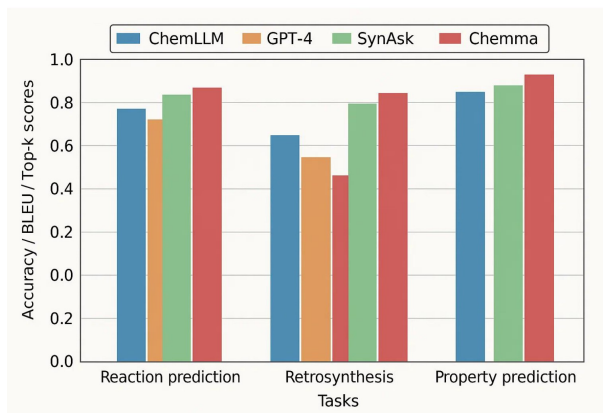 ChemLLM GPT-4 SynAsk Chemma
Accuracy / BLEU / Top-k scores
1.0
0.8
0.6
0.4
0.2
0.0
0.2
0.0
Reaction prediction Retrosynthesis Property prediction
Tasks